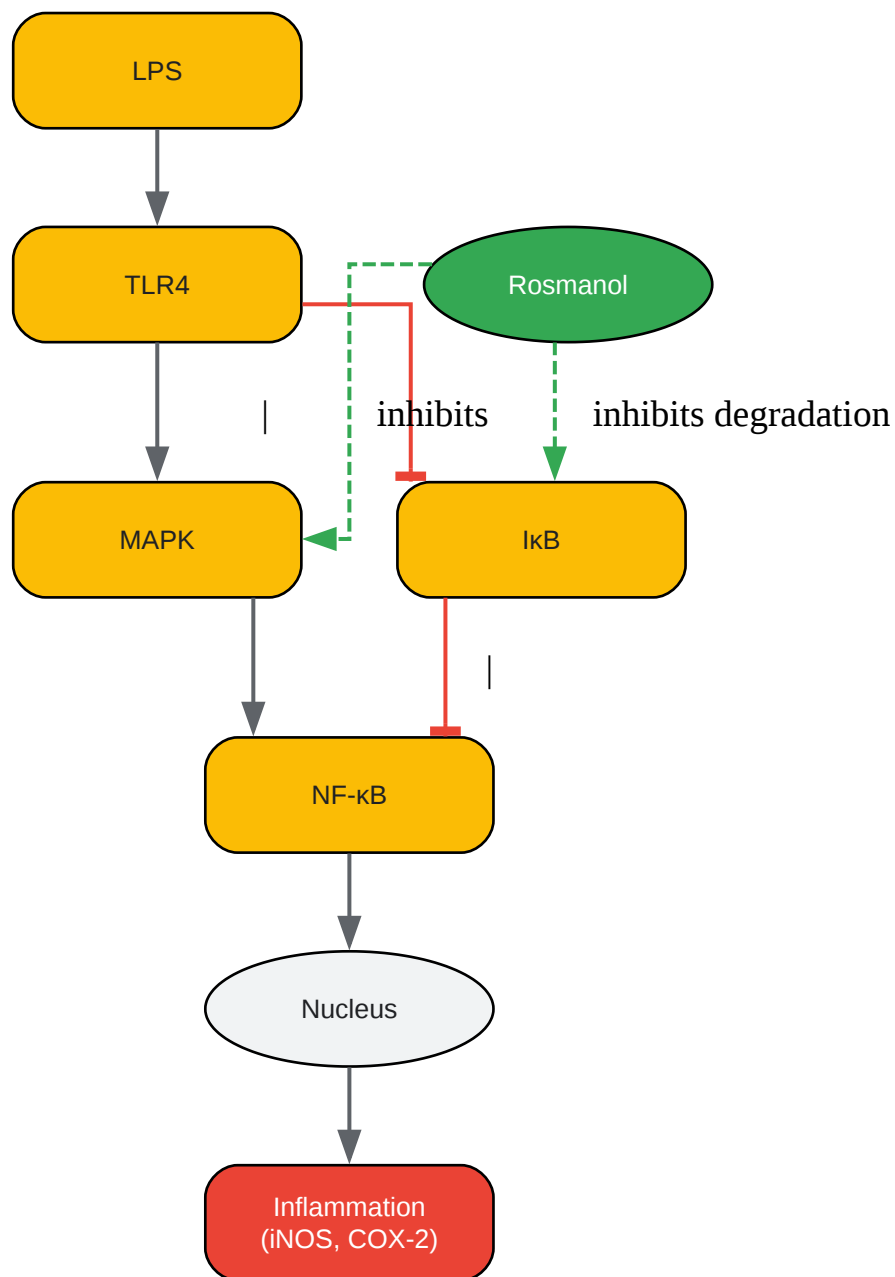 LPS
TLR4
Rosmanol
|
inhibits
inhibits degradation
MAPK
IκB
|
NF-κB
Nucleus
Inflammation
(iNOS, COX-2)